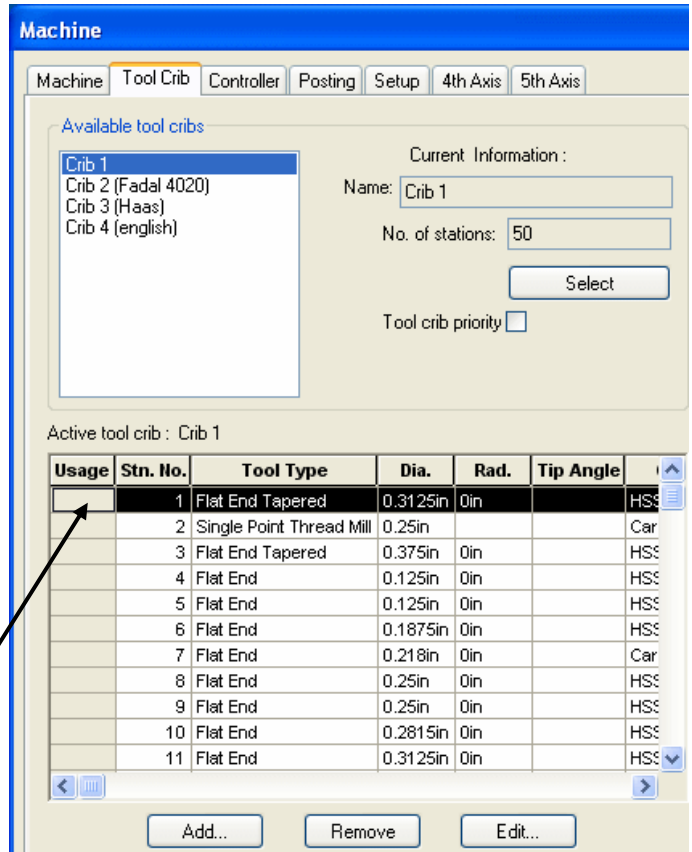 Machine
Machine Tool Crib Controller Posting Setup 4th Axis 5th Axis
Available tool cribs
Crib 1
Crib 2 (Fadal 4020)
Crib 3 (Haas)
Crib 4 (english)
Current Information :
Name: Crib 1
No. of stations: 50
Select
Tool crib priority
Active tool crib : Crib 1
Usage Stn. No. Tool Type Dia. Rad. Tip Angle
1 Flat End Tapered 0.3125in 0in HSS
2 Single Point Thread Mill 0.25in Car
3 Flat End Tapered 0.375in 0in HSS
4 Flat End 0.125in 0in HSS
5 Flat End 0.125in 0in HSS
6 Flat End 0.1875in 0in HSS
7 Flat End 0.218in 0in Car
8 Flat End 0.25in 0in HSS
9 Flat End 0.25in 0in HSS
10 Flat End 0.2815in 0in HSS
11 Flat End 0.3125in 0in HSS
Add... Remove Edit...